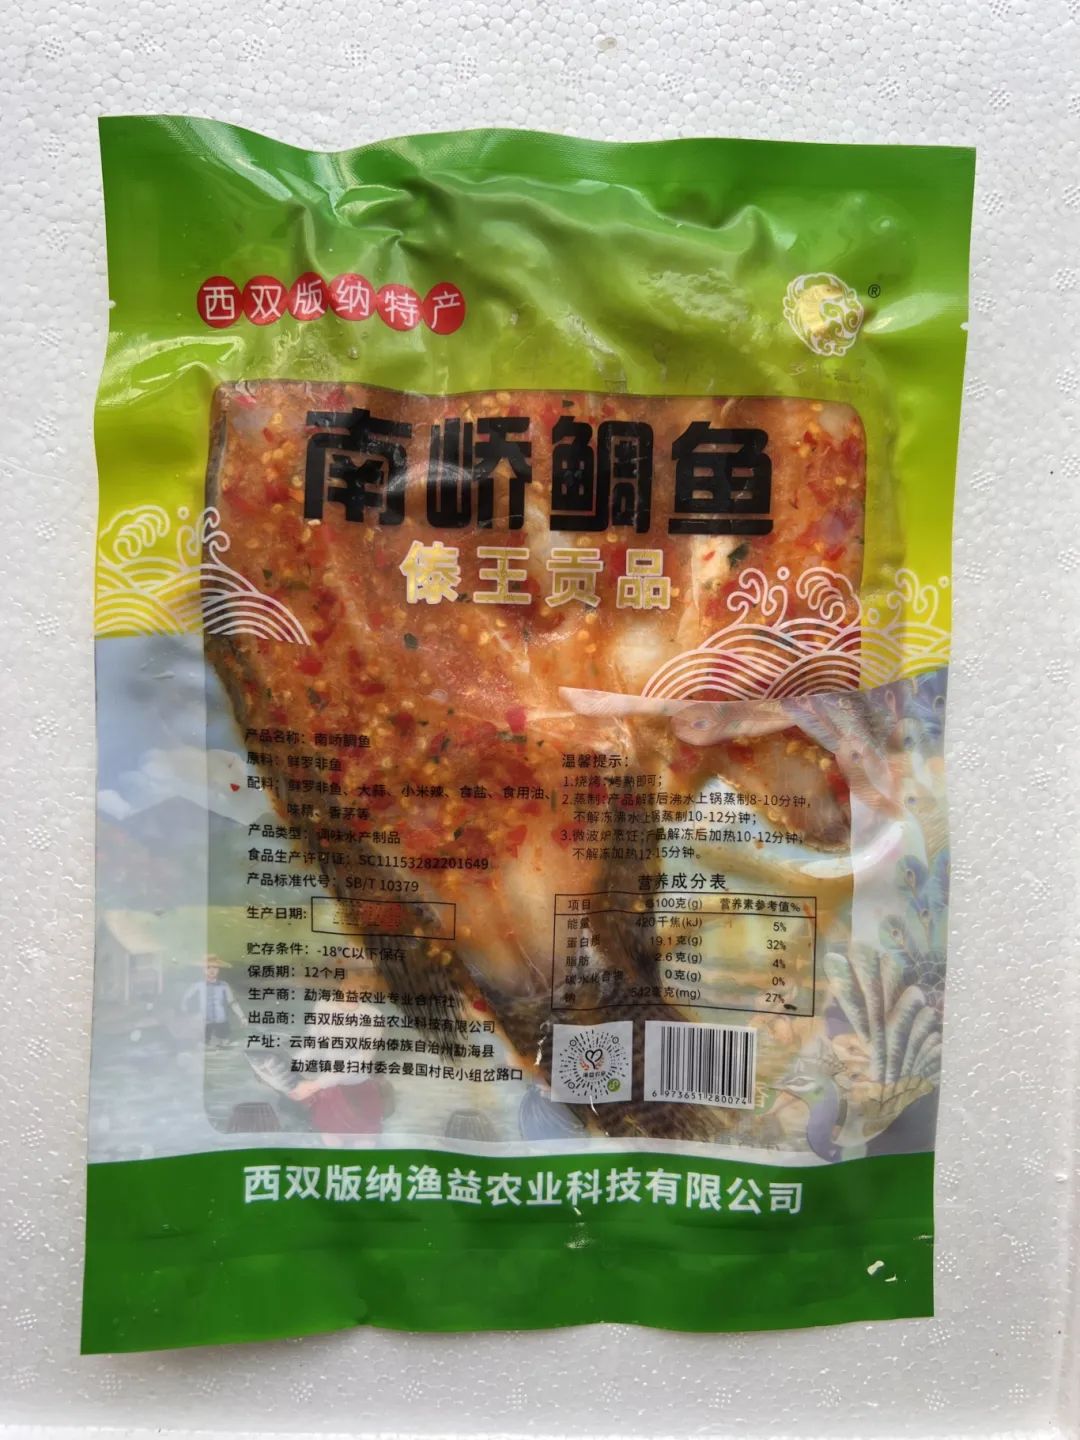 西双版纳特产
®
南峤鲷鱼
傣王贡品
产品名称：南峤鲷鱼
原料：鲜罗非鱼
配料：鲜罗非鱼、大蒜、小米辣、食盐、食用油、
味精、香茅等
产品类型：调味水产制品
食品生产许可证：SC11153282201649
产品标准代号：SB/T 10379
生产日期：
贮存条件：-18℃以下保存
保质期：12个月
生产商：勐海渔益农业专业合作社
出品商：西双版纳渔益农业科技有限公司
产址：云南省西双版纳傣族自治州勐海县
勐遮镇曼扫村委会曼国村民小组岔路口
温馨提示：
1.烧烤：烤熟即可；
2.蒸制：产品解冻后沸水上锅蒸制8-10分钟，
不解冻沸水上锅蒸制10-12分钟；
3.微波炉烹饪：产品解冻后加热10-12分钟，
不解冻加热12-15分钟。
营养成分表
项目 每100克(g) 营养素参考值%
能量 420千焦(kJ) 5%
蛋白质 19.1克(g) 32%
脂肪 2.6克(g) 4%
碳水化合物 0克(g) 0%
钠 542毫克(mg) 27%
6 973651 280074
西双版纳渔益农业科技有限公司